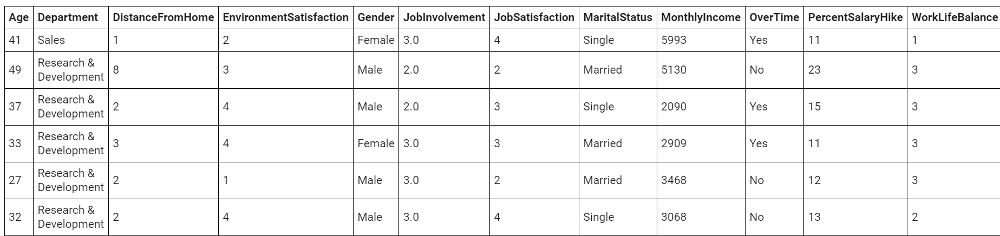 Age Department DistanceFromHome EnvironmentSatisfaction Gender JobInvolvement JobSatisfaction MaritalStatus MonthlyIncome OverTime PercentSalaryHike WorkLifeBalance
41 Sales 1 2 Female 3.0 4 Single 5993 Yes 11 1
49 Research & Development 8 3 Male 2.0 2 Married 5130 No 23 3
37 Research & Development 2 4 Male 2.0 3 Single 2090 Yes 15 3
33 Research & Development 3 4 Female 3.0 3 Married 2909 Yes 11 3
27 Research & Development 2 1 Male 3.0 2 Married 3468 No 12 3
32 Research & Development 2 4 Male 3.0 4 Single 3068 No 13 2